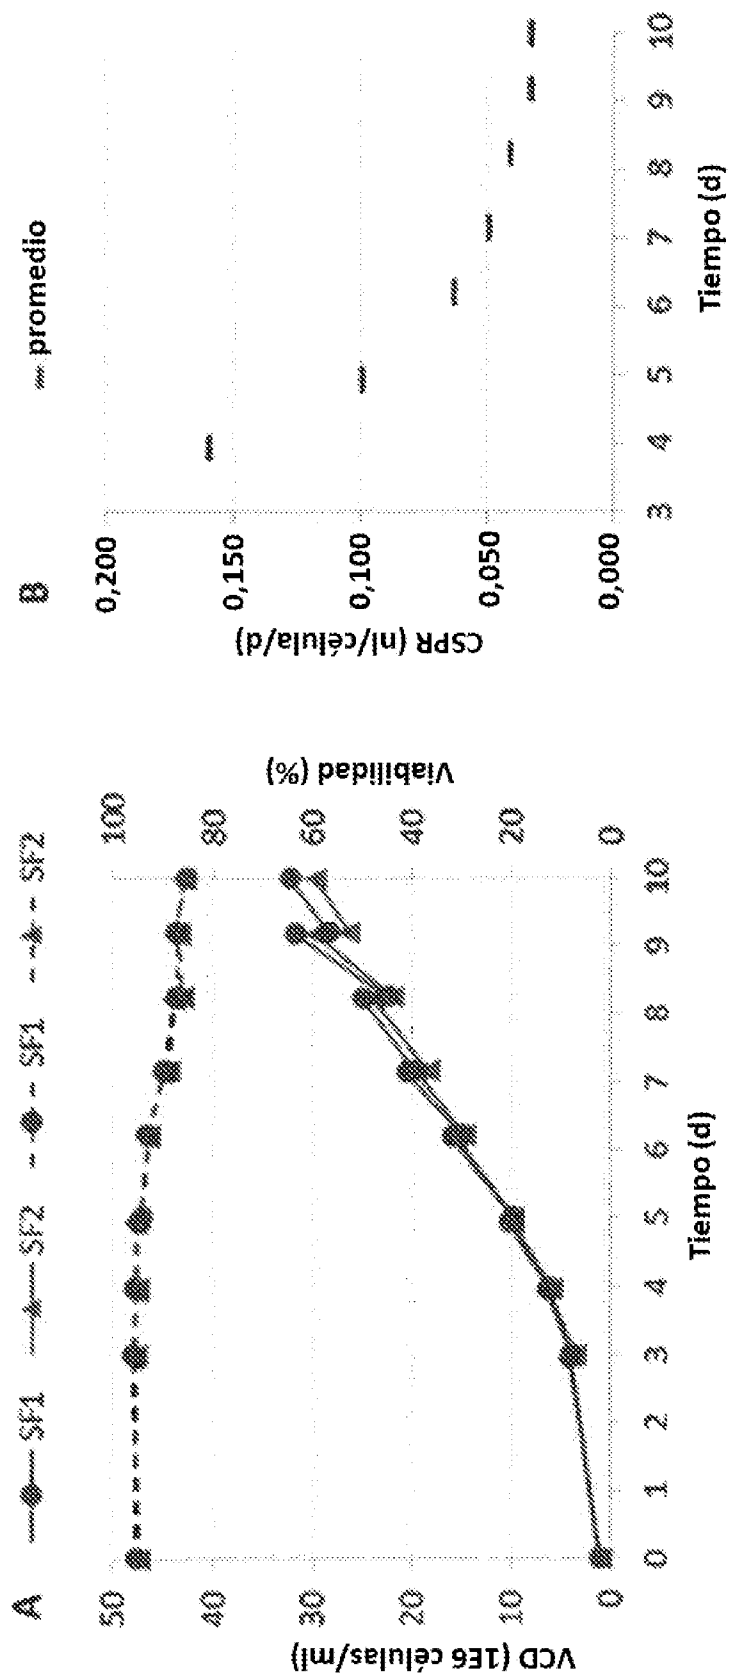 A
SF1 SF2 SF1 SF2
VCD (1E6 células/ml)
50
40
30
20
10
0
0 1 2 3 4 5 6 7 8 9 10
Tiempo (d)
Viabilidad (%)
100
80
60
40
20
0
B
promedio
CSPR (nl/célula/d)
0,200
0,150
0,100
0,050
0,000
3 4 5 6 7 8 9 10
Tiempo (d)